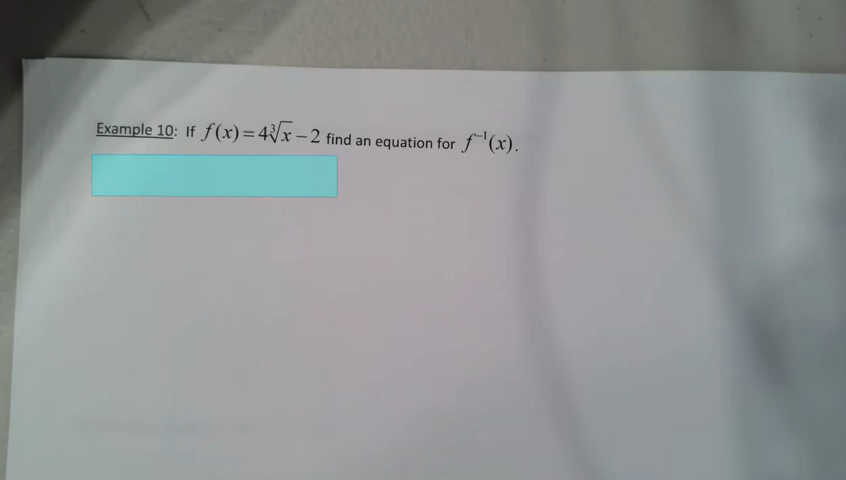 Example 10: If f(x) = 4∛x − 2 find an equation for f⁻¹(x).